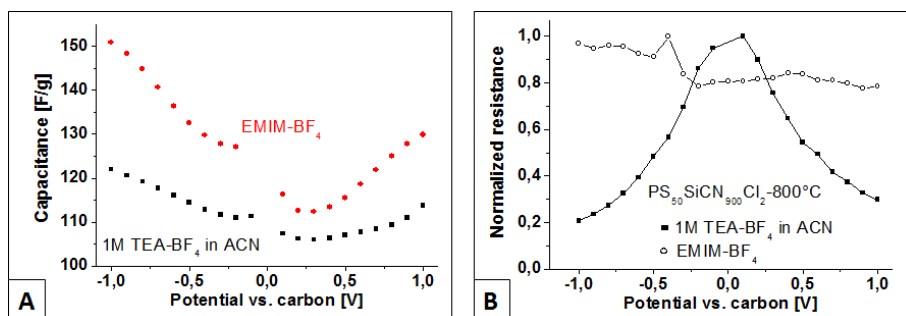 150
140
130
120
110
100
Capacitance [F/g]
EMIM-BF₄
1M TEA-BF₄ in ACN
-1,0 -0,5 0,0 0,5 1,0
Potential vs. carbon [V]
A
1,0
0,8
0,6
0,4
0,2
0,0
Normalized resistance
PS₅₀SiCN₉₀₀Cl₂-800°C
1M TEA-BF₄ in ACN
EMIM-BF₄
-1,0 -0,5 0,0 0,5 1,0
Potential vs. carbon [V]
B